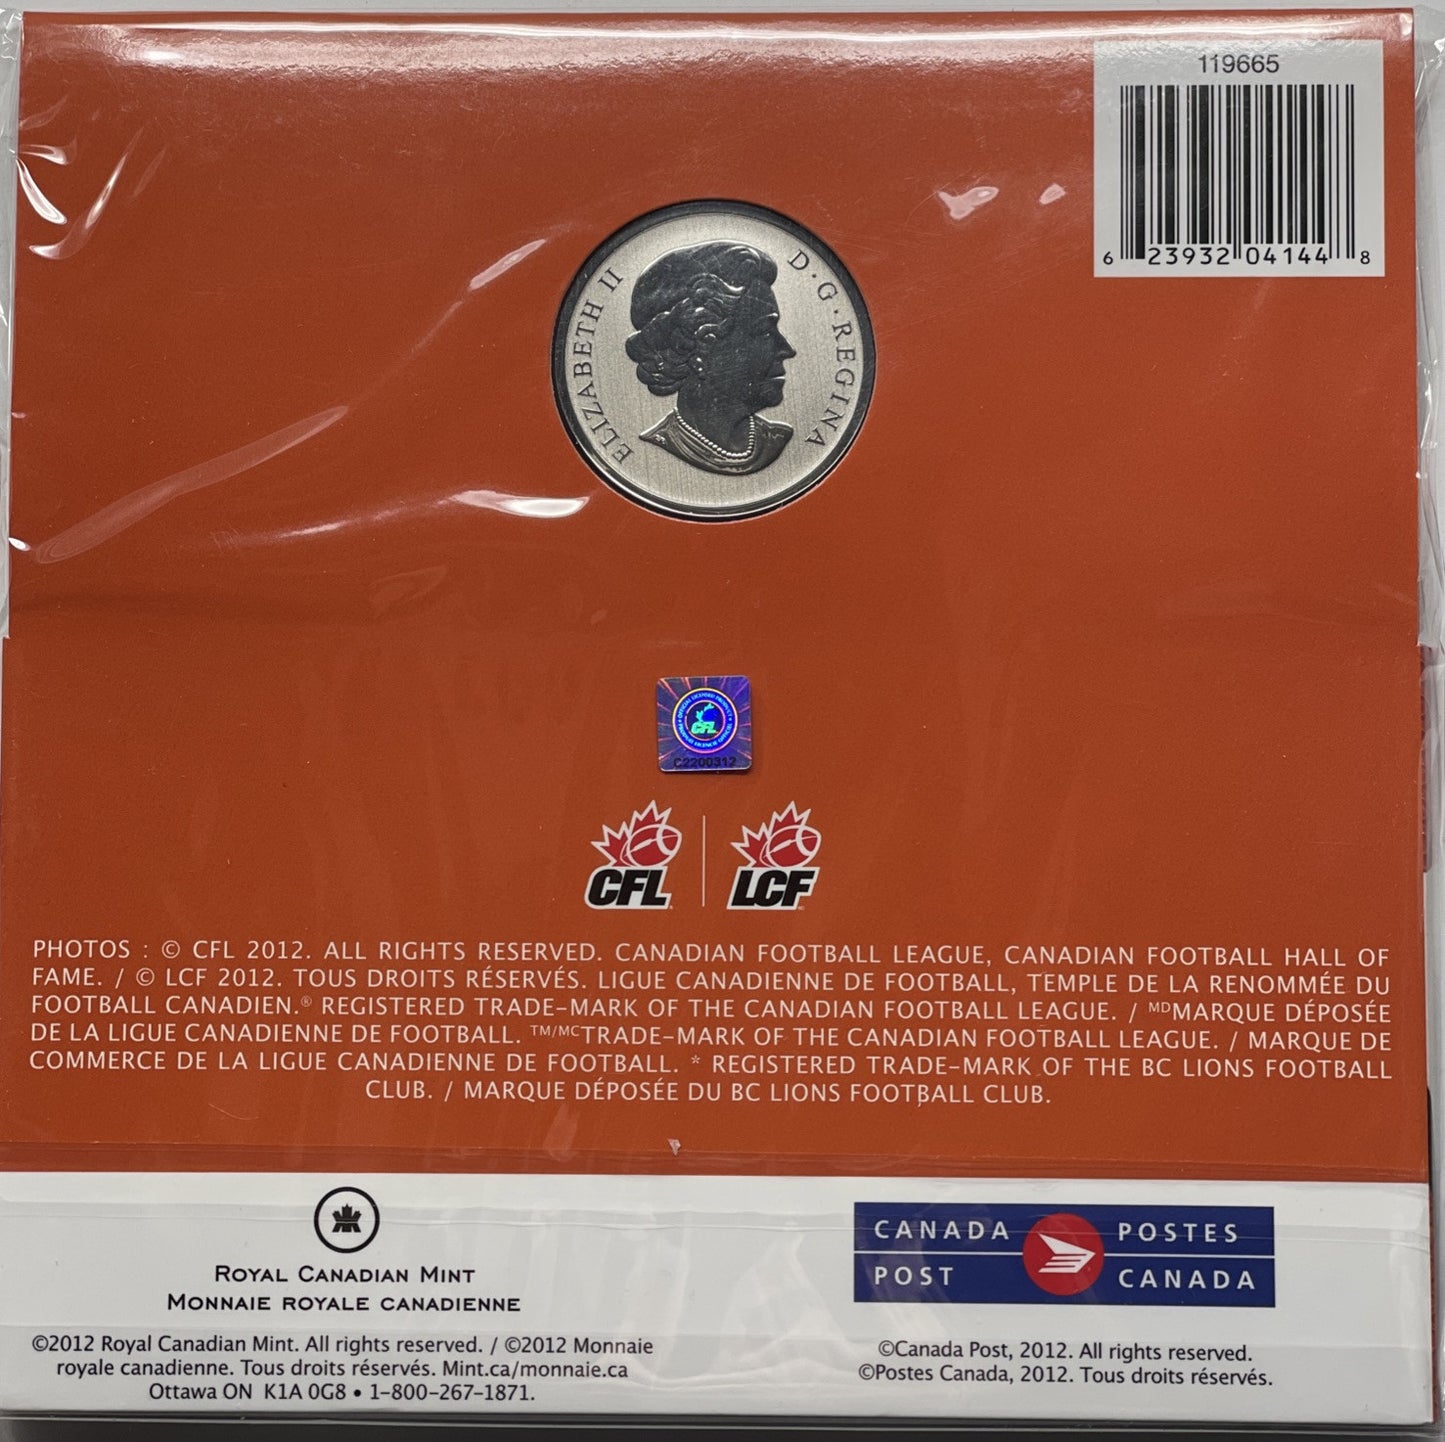 119665
6 23932 04144 8
ELIZABETH II D·G·REGINA
OFFICIAL LICENSED PRODUCT
CFL
PRODUIT LICENCIÉ OFFICIEL
C2200312
CFL LCF
PHOTOS : © CFL 2012. ALL RIGHTS RESERVED. CANADIAN FOOTBALL LEAGUE, CANADIAN FOOTBALL HALL OF
FAME. / © LCF 2012. TOUS DROITS RÉSERVÉS. LIGUE CANADIENNE DE FOOTBALL, TEMPLE DE LA RENOMMÉE DU
FOOTBALL CANADIEN.® REGISTERED TRADE-MARK OF THE CANADIAN FOOTBALL LEAGUE. / MDMARQUE DÉPOSÉE
DE LA LIGUE CANADIENNE DE FOOTBALL. TM/MCTRADE-MARK OF THE CANADIAN FOOTBALL LEAGUE. / MARQUE DE
COMMERCE DE LA LIGUE CANADIENNE DE FOOTBALL. * REGISTERED TRADE-MARK OF THE BC LIONS FOOTBALL
CLUB. / MARQUE DÉPOSÉE DU BC LIONS FOOTBALL CLUB.
ROYAL CANADIAN MINT
MONNAIE ROYALE CANADIENNE
©2012 Royal Canadian Mint. All rights reserved. / ©2012 Monnaie
royale canadienne. Tous droits réservés. Mint.ca/monnaie.ca
Ottawa ON K1A 0G8 • 1-800-267-1871.
CANADA POSTES
POST CANADA
©Canada Post, 2012. All rights reserved.
©Postes Canada, 2012. Tous droits réservés.